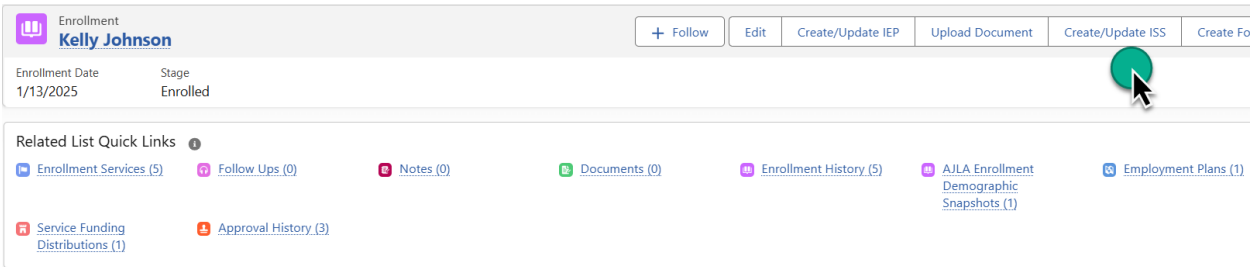 Enrollment
Kelly Johnson
+ Follow
Edit
Create/Update IEP
Upload Document
Create/Update ISS
Create Fo
Enrollment Date
Stage
1/13/2025
Enrolled
Related List Quick Links
Enrollment Services (5)
Follow Ups (0)
Notes (0)
Documents (0)
Enrollment History (5)
AJLA Enrollment
Demographic
Snapshots (1)
Employment Plans (1)
Service Funding
Distributions (1)
Approval History (3)